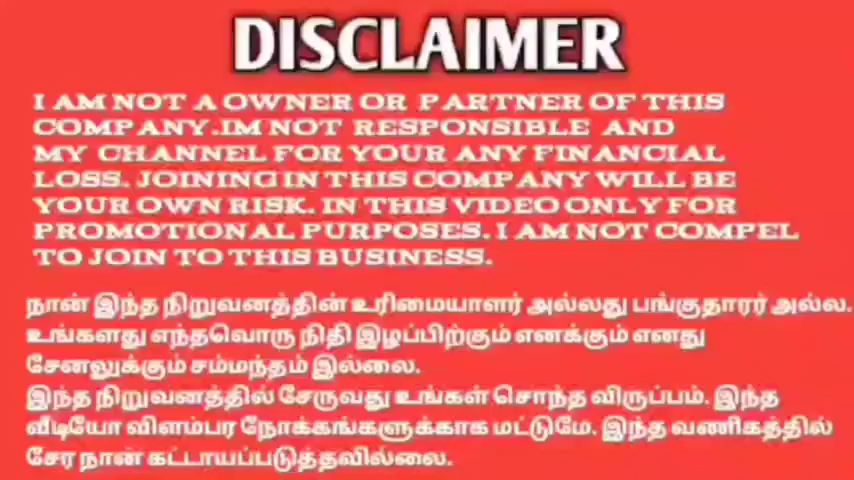 DISCLAIMER
I AM NOT A OWNER OR PARTNER OF THIS
COMPANY.IM NOT RESPONSIBLE AND
MY CHANNEL FOR YOUR ANY FINANCIAL
LOSS. JOINING IN THIS COMPANY WILL BE
YOUR OWN RISK. IN THIS VIDEO ONLY FOR
PROMOTIONAL PURPOSES. I AM NOT COMPEL
TO JOIN TO THIS BUSINESS.
நான் இந்த நிறுவனத்தின் உரிமையாளர் அல்லது பங்குதாரர் அல்ல.
உங்களது எந்தவொரு நிதி இழப்பிற்கும் எனக்கும் எனது
சேனலுக்கும் சம்மந்தம் இல்லை.
இந்த நிறுவனத்தில் சேருவது உங்கள் சொந்த விருப்பம். இந்த
வீடியோ விளம்பர நோக்கங்களுக்காக மட்டுமே. இந்த வணிகத்தில்
சேர நான் கட்டாயப்படுத்தவில்லை.